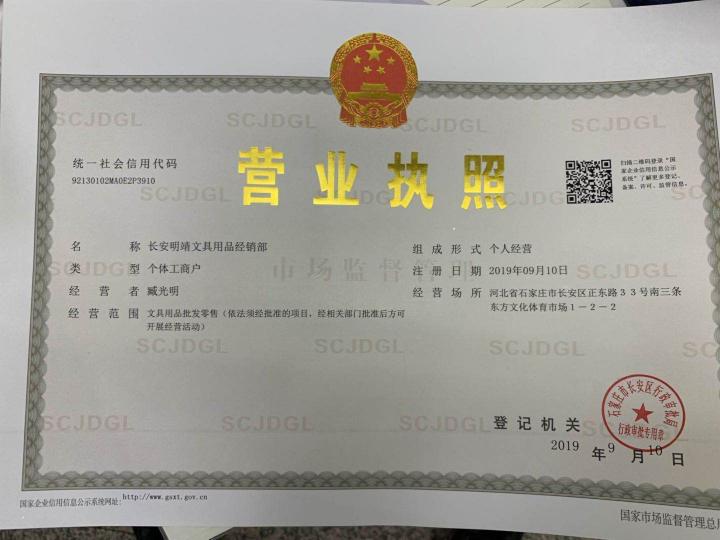 统一社会信用代码
92130102MA0E2P3910
营业执照
扫描二维码登录“国
家企业信用信息公示
系统”了解更多登记、
备案、许可、监管信息。
名 称 长安明靖文具用品经销部
类 型 个体工商户
经 营 者 臧光明
经 营 范 围 文具用品批发零售(依法须经批准的项目,经相关部门批准后方可
开展经营活动)
组 成 形 式 个人经营
注 册 日 期 2019年09月10日
经 营 场 所 河北省石家庄市长安区正东路33号南三条
东方文化体育市场1-2-2
市场监督管理
SCJDGL SCJDGL SCJDGL
SCJDGL SCJDGL SCJDGL
SCJDGL SCJDGL
SCJDGL SCJDGL SCJDGL
SCJDGL SCJDGL SCJDGL
登 记 机 关
石家庄市长安区行政审批局
行政审批专用章
2019 年 9 月 10 日
国家企业信用信息公示系统网址:http://www.gsxt.gov.cn
国家市场监督管理总局